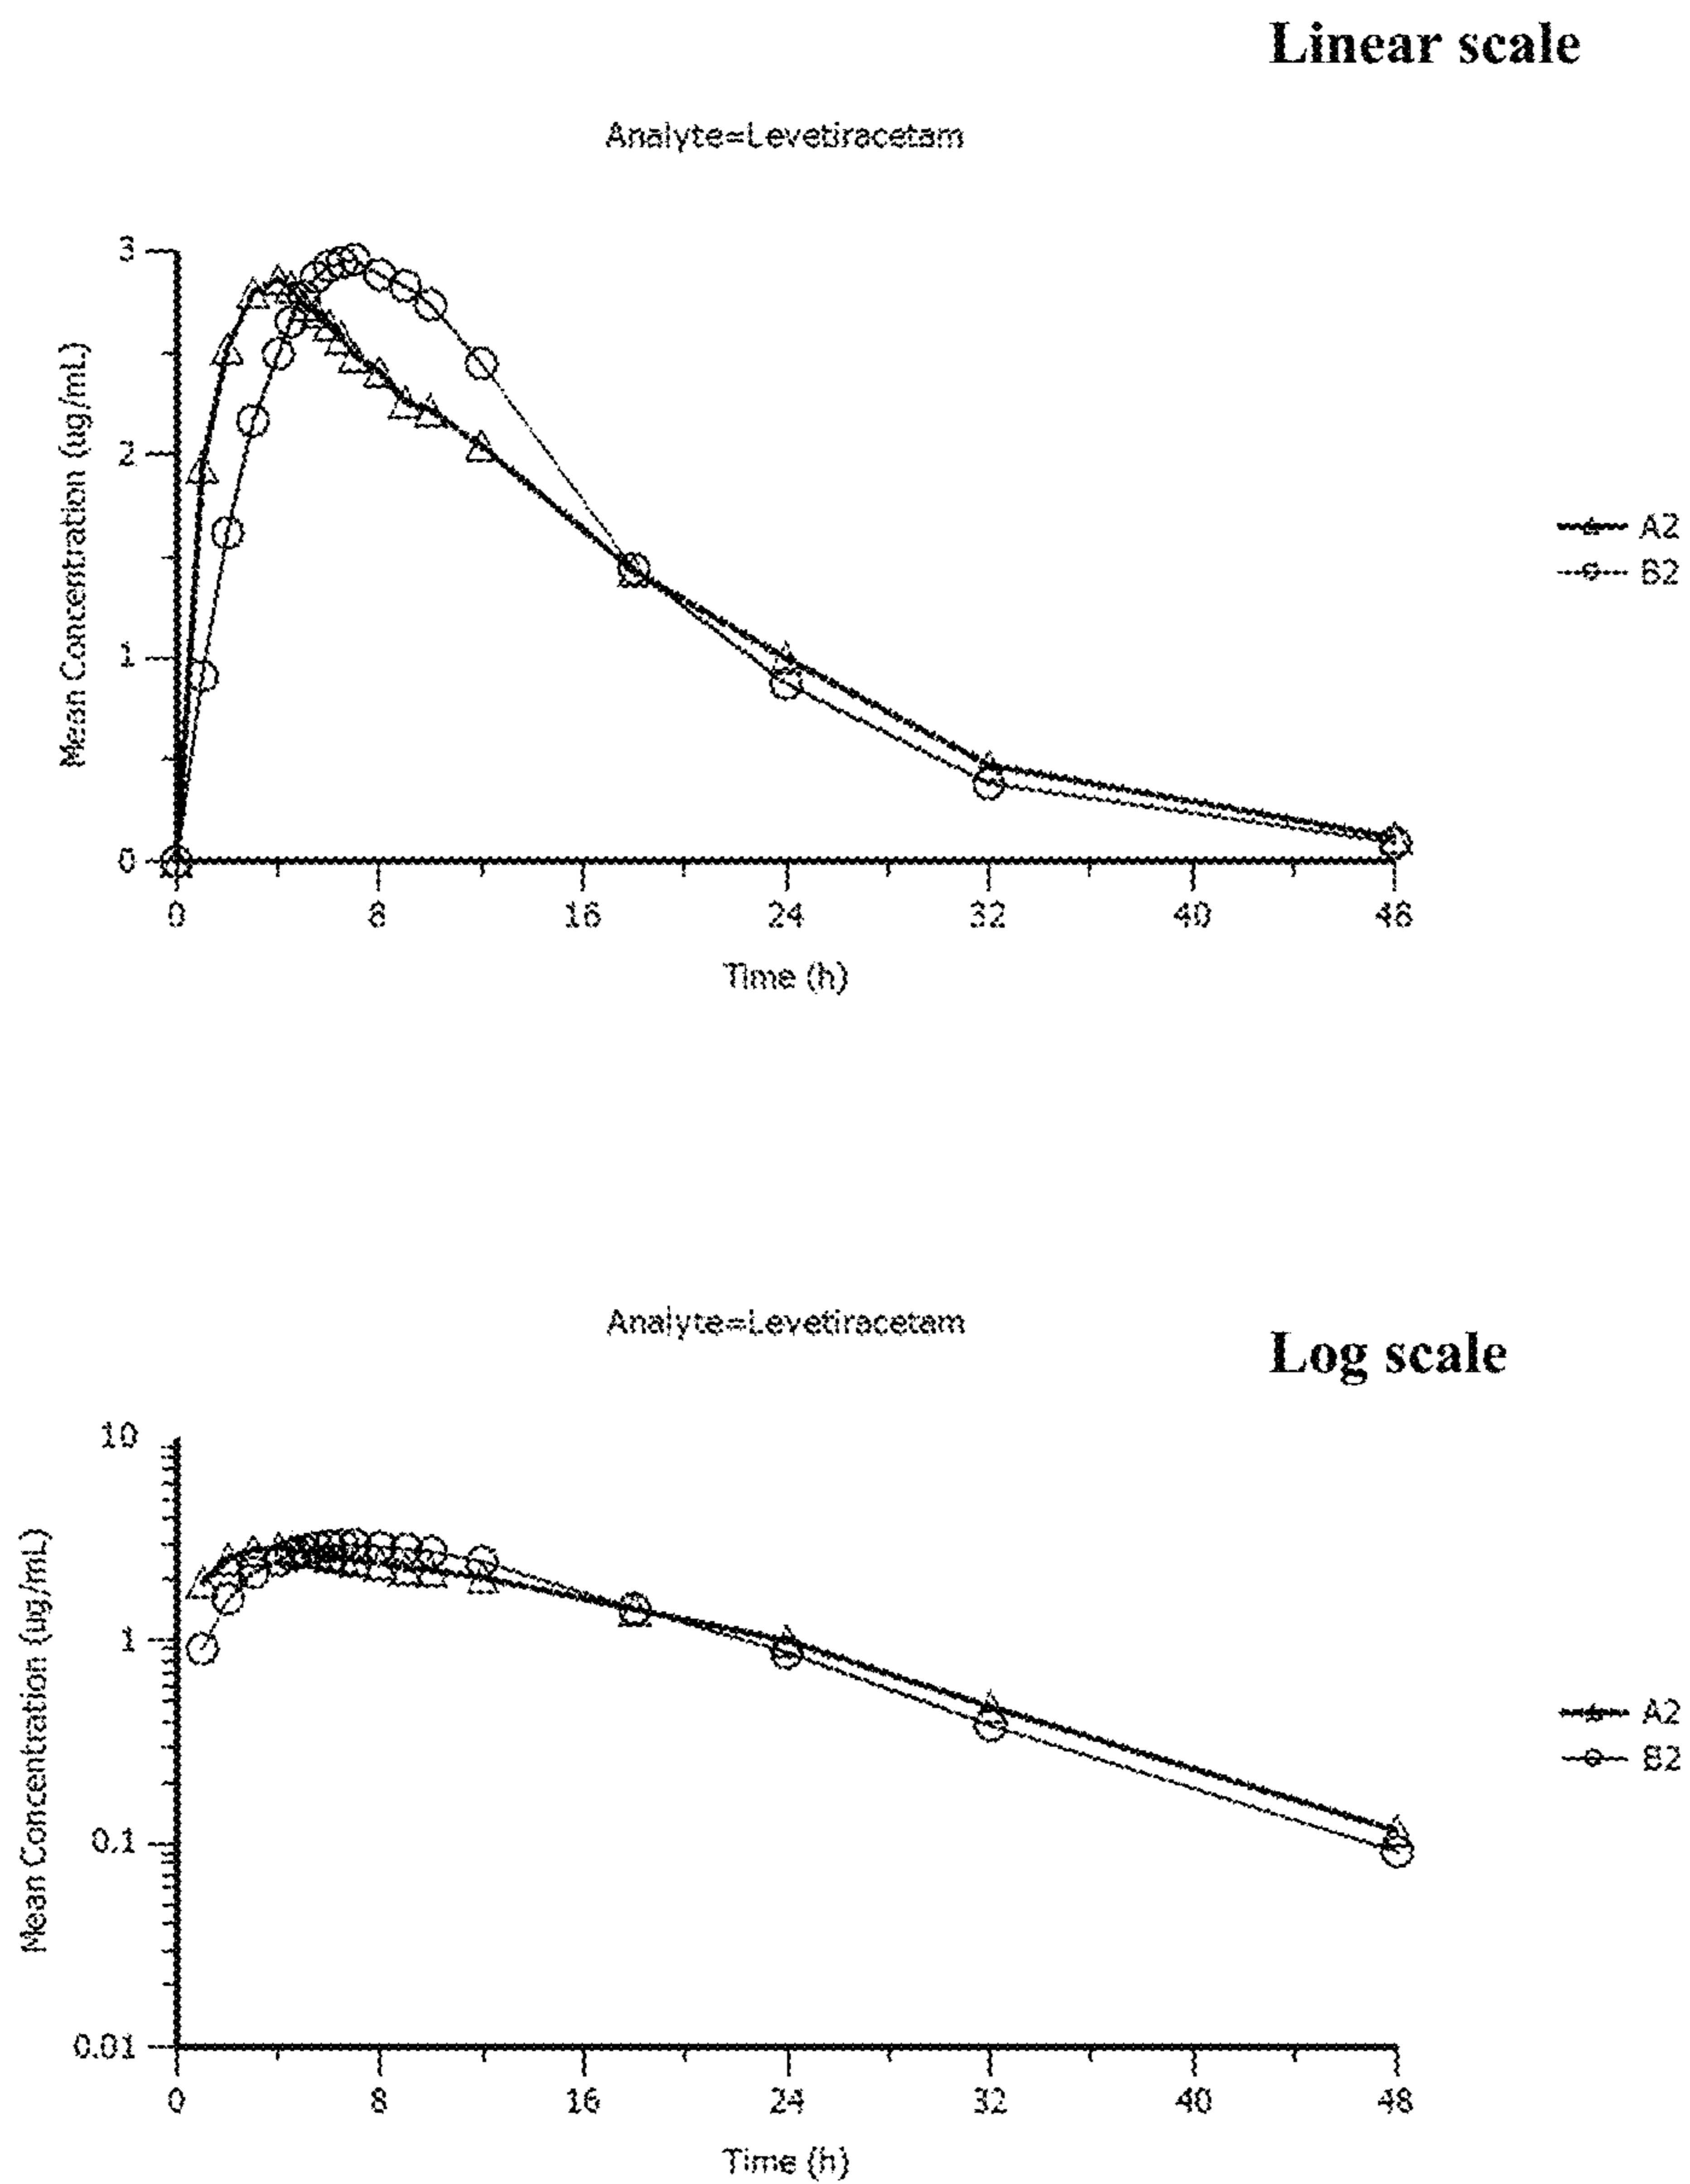 Linear scale
Analyte=Levetiracetam
3
2
1
0
Mean Concentration (ug/mL)
A2
B2
0 8 16 24 32 40 48
Time (h)
Analyte=Levetiracetam
Log scale
10
1
0.1
0.01
Mean Concentration (ug/mL)
A2
B2
0 8 16 24 32 40 48
Time (h)